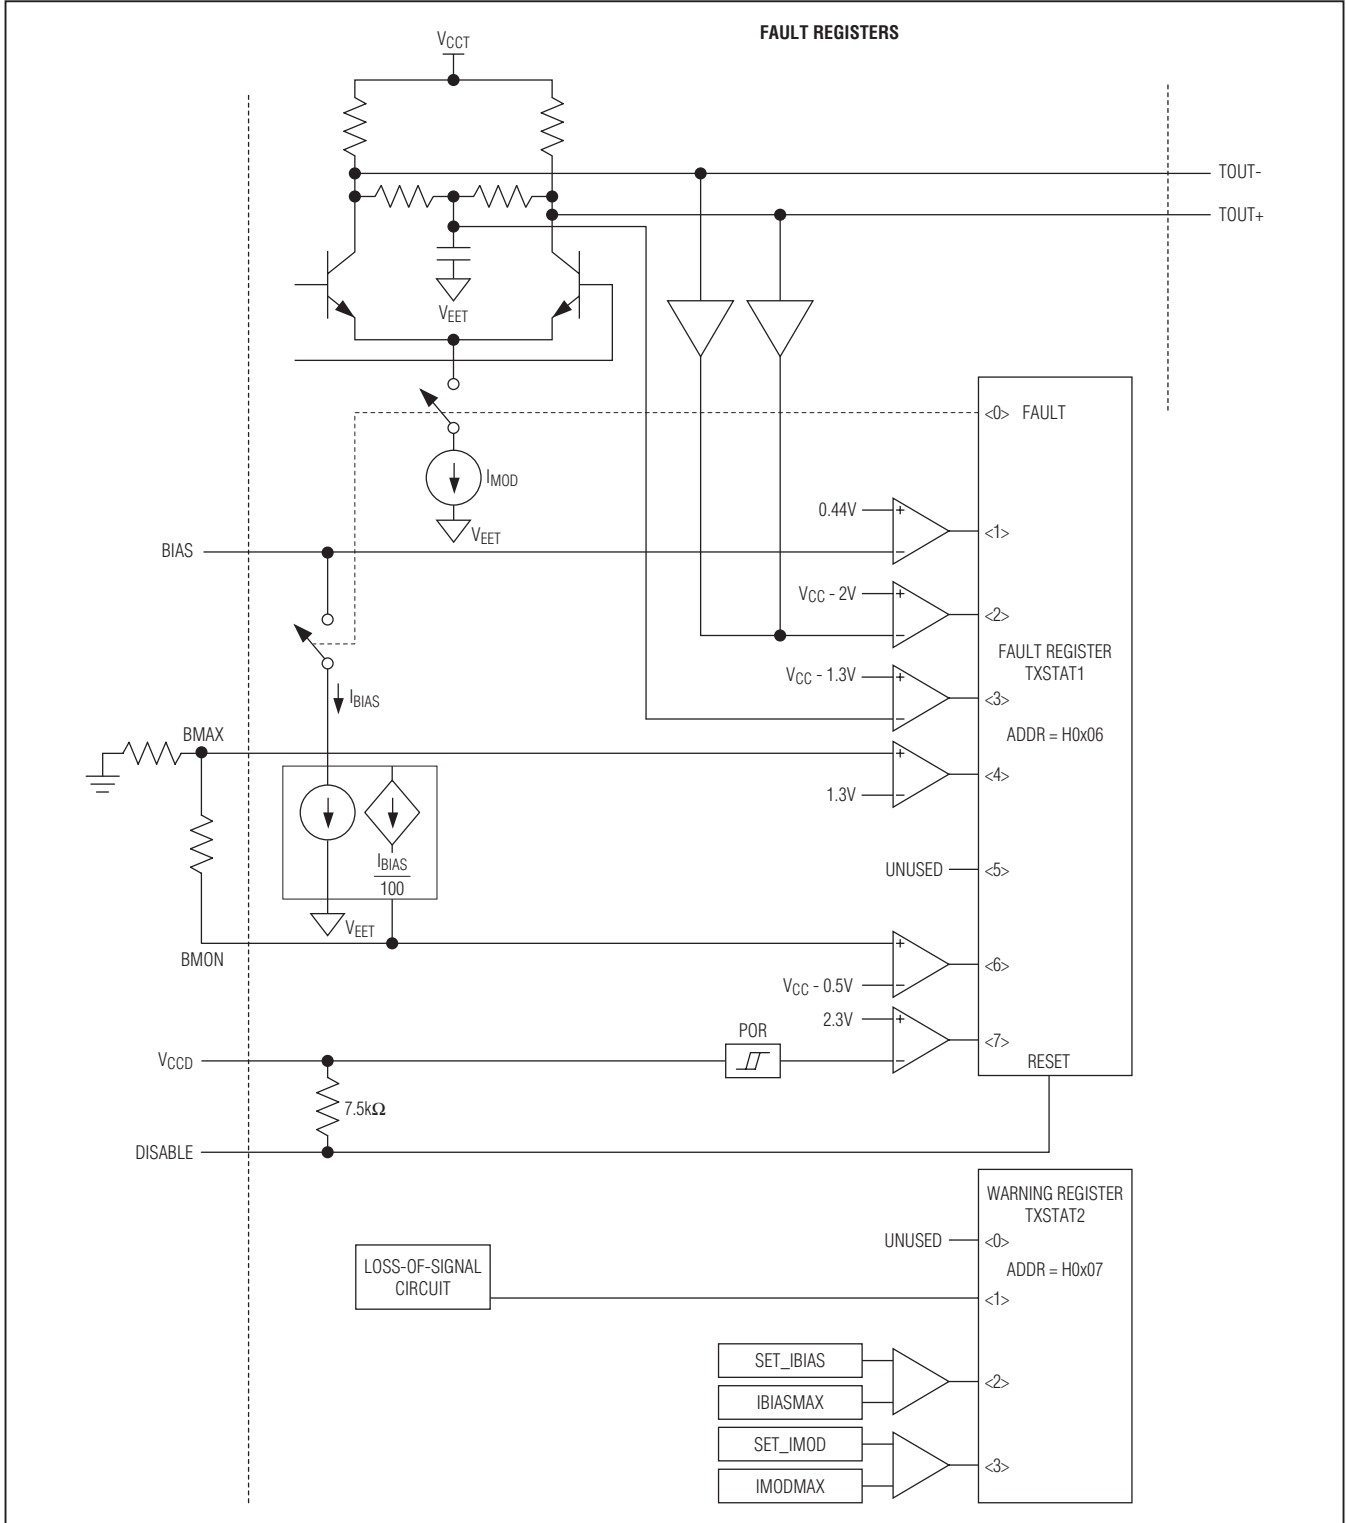 FAULT REGISTERS
VCCT
TOUT-
TOUT+
VEET
<0> FAULT
IMOD
VEET
0.44V
+
-
<1>
BIAS
VCC - 2V
+
-
<2>
FAULT REGISTER
TXSTAT1
VCC - 1.3V
+
-
<3>
IBIAS
ADDR = H0x06
BMAX
+
-
<4>
1.3V
IBIAS
100
UNUSED
<5>
VEET
BMON
+
-
<6>
VCC - 0.5V
2.3V
+
-
<7>
POR
VCCD
RESET
7.5kΩ
DISABLE
WARNING REGISTER
TXSTAT2
UNUSED
<0>
ADDR = H0x07
LOSS-OF-SIGNAL
CIRCUIT
<1>
SET_IBIAS
<2>
IBIASMAX
SET_IMOD
<3>
IMODMAX